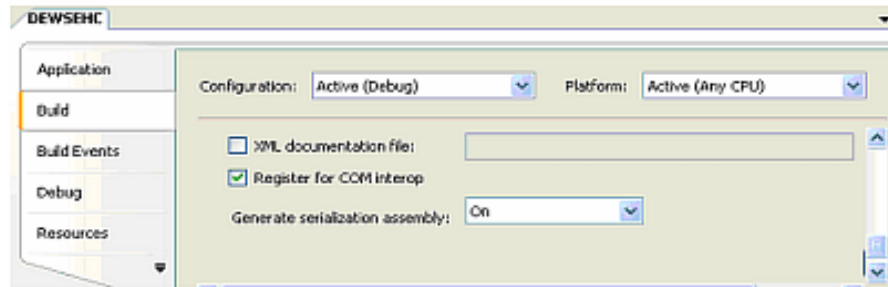 DEWSEHC
Application
Build
Build Events
Debug
Resources
Configuration: Active (Debug) Platform: Active (Any CPU)
XML documentation file:
Register for COM interop
Generate serialization assembly: On